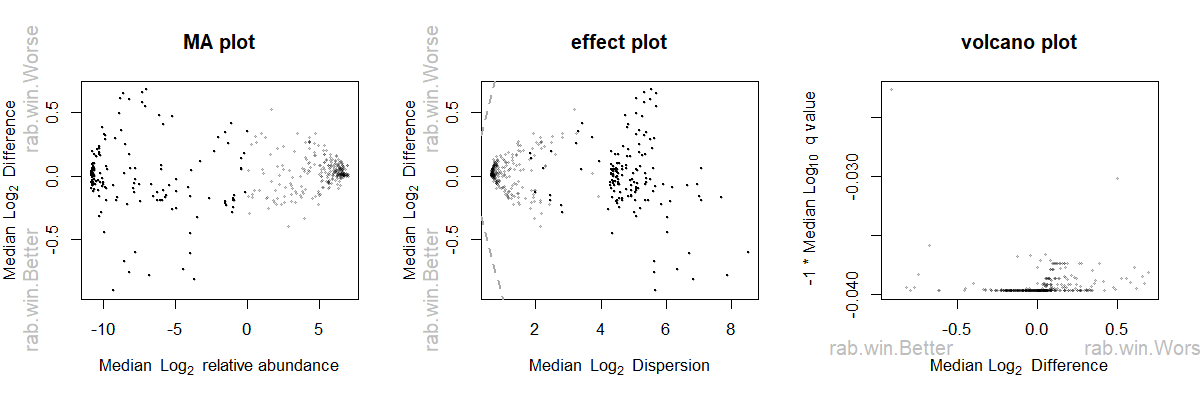 MA plot
rab.win.Worse
Median Log2 Difference
rab.win.Better
0.5
0.0
-0.5
-10
-5
0
5
Median Log2 relative abundance
effect plot
rab.win.Worse
Median Log2 Difference
rab.win.Better
0.5
0.0
-0.5
2
4
6
8
Median Log2 Dispersion
volcano plot
-1 * Median Log10 q value
-0.030
-0.040
-0.5
0.0
0.5
rab.win.Better
rab.win.Wors
Median Log2 Difference